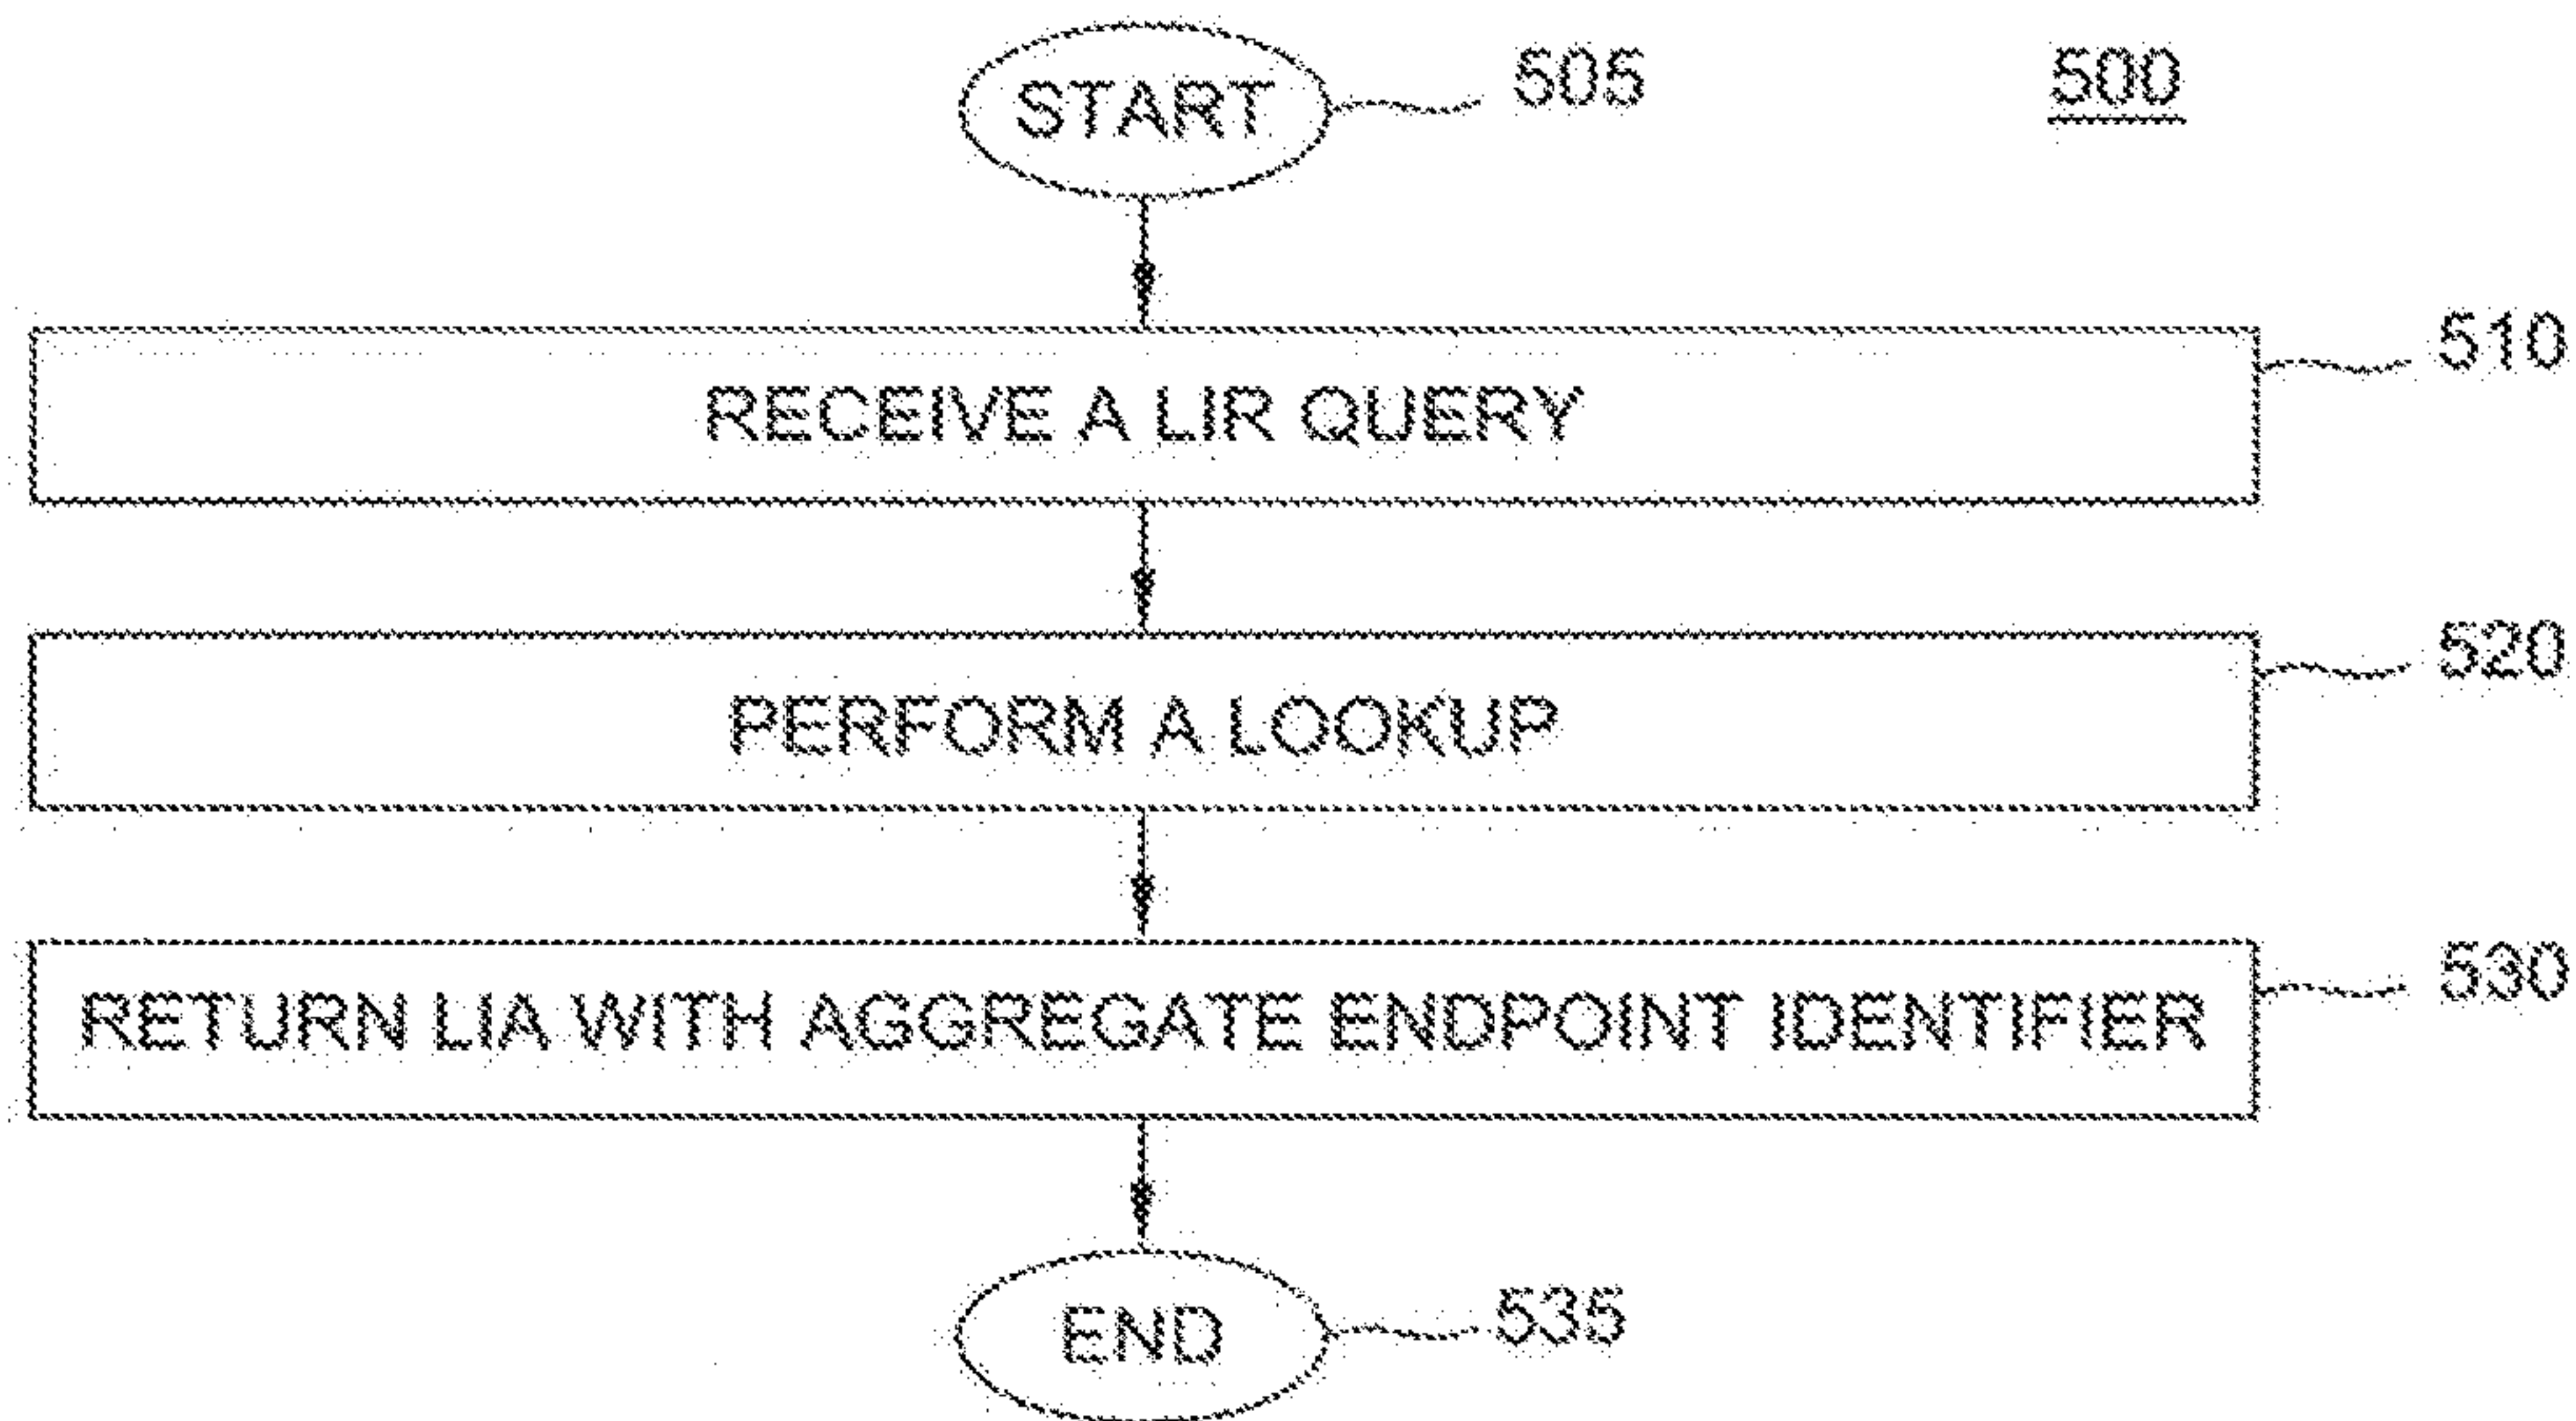 START
505
500
RECEIVE A LIR QUERY
510
PERFORM A LOOKUP
520
RETURN LIA WITH AGGREGATE ENDPOINT IDENTIFIER
530
END
535